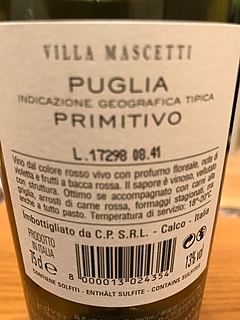 VILLA MASCETTI
PUGLIA
INDICAZIONE GEOGRAFICA TIPICA
PRIMITIVO
L.17298 08.41
Vino dal colore rosso vivo con profumo floreale, note di
violetta e frutti a bacca rossa. Il sapore è vinoso, vellutato
con struttura. Ottimo se accompagnato con carni alla
griglia, arrosti di carne rossa, formaggi stagionati, ma
anche a tutto pasto. Temperatura di servizio: 18°-20°C
Imbottigliato da C.P. S.R.L. - Calco - Italia
PRODOTTO
IN ITALIA
75cl e
8 000013 024354
13% vol
CONTIENE SOLFITI - ENTHÄLT SULFITE - CONTAINS SULFITES